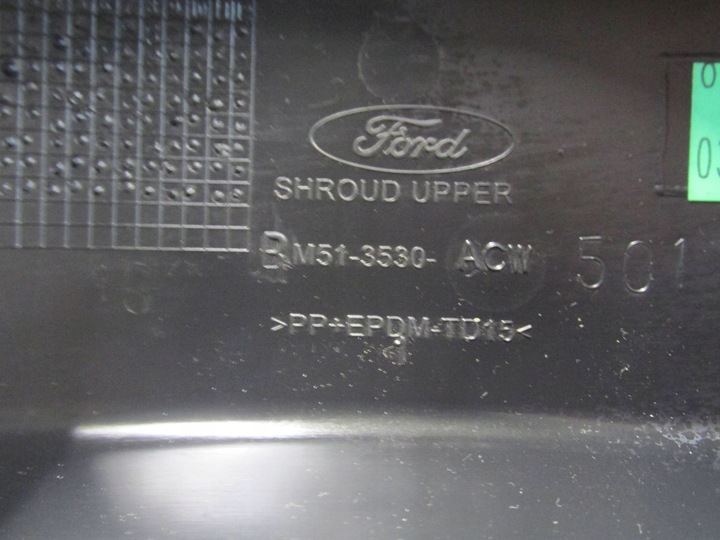 Ford
SHROUD UPPER
BM51-3530- ACW 501
>PP+EPDM-TD15<